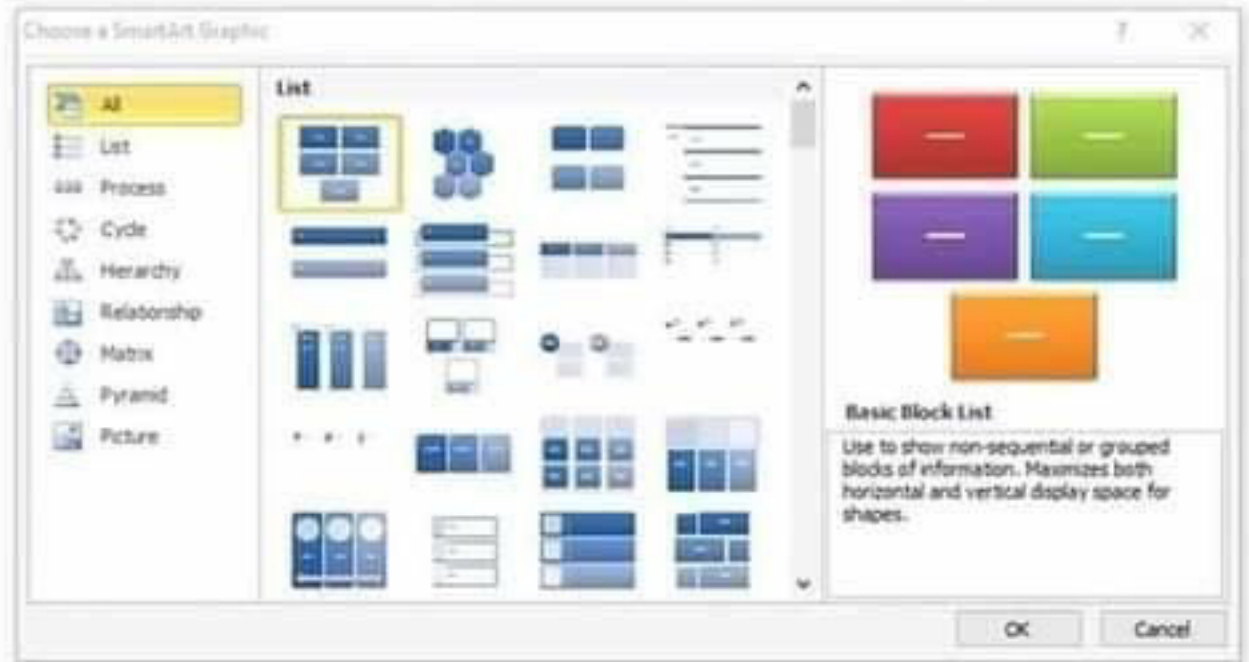 Choose a SmartArt Graphic
?
All
List
Process
Cycle
Hierarchy
Relationship
Matrix
Pyramid
Picture
List
Basic Block List
Use to show non-sequential or grouped
blocks of information. Maximizes both
horizontal and vertical display space for
shapes.
OK
Cancel